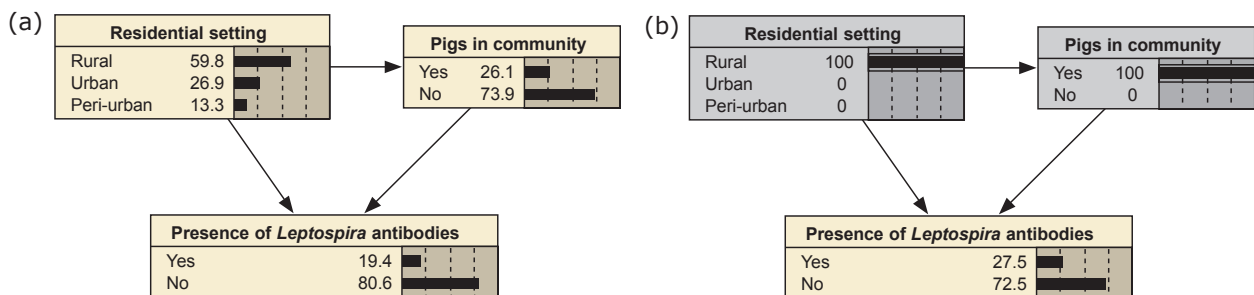 (a)
Residential setting
Rural 59.8
Urban 26.9
Peri-urban 13.3
Pigs in community
Yes 26.1
No 73.9
Presence of Leptospira antibodies
Yes 19.4
No 80.6
(b)
Residential setting
Rural 100
Urban 0
Peri-urban 0
Pigs in community
Yes 100
No 0
Presence of Leptospira antibodies
Yes 27.5
No 72.5